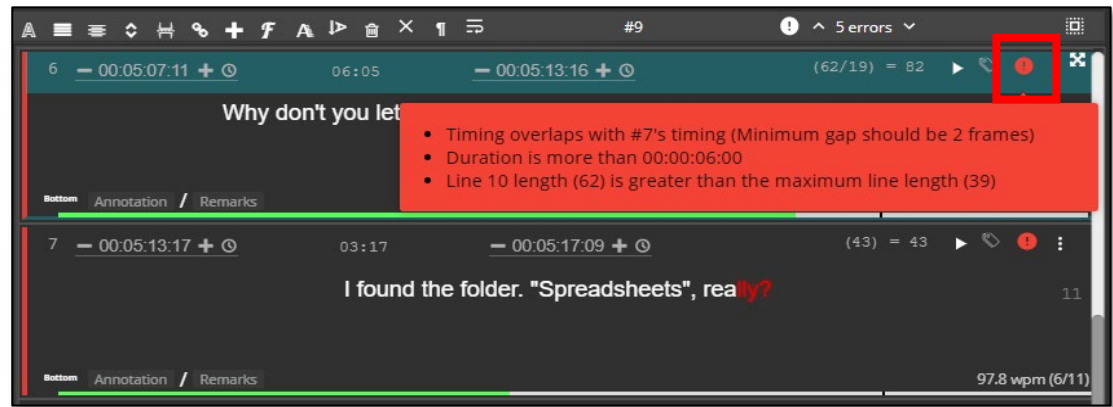 #9 ! 5 errors
6 00:05:07:11 06:05 00:05:13:16 (62/19) = 82
Why don't you let
Timing overlaps with #7's timing (Minimum gap should be 2 frames)
Duration is more than 00:00:06:00
Line 10 length (62) is greater than the maximum line length (39)
Bottom Annotation / Remarks
7 00:05:13:17 03:17 00:05:17:09 (43) = 43
I found the folder. "Spreadsheets", really?
11
Bottom Annotation / Remarks 97.8 wpm (6/11)